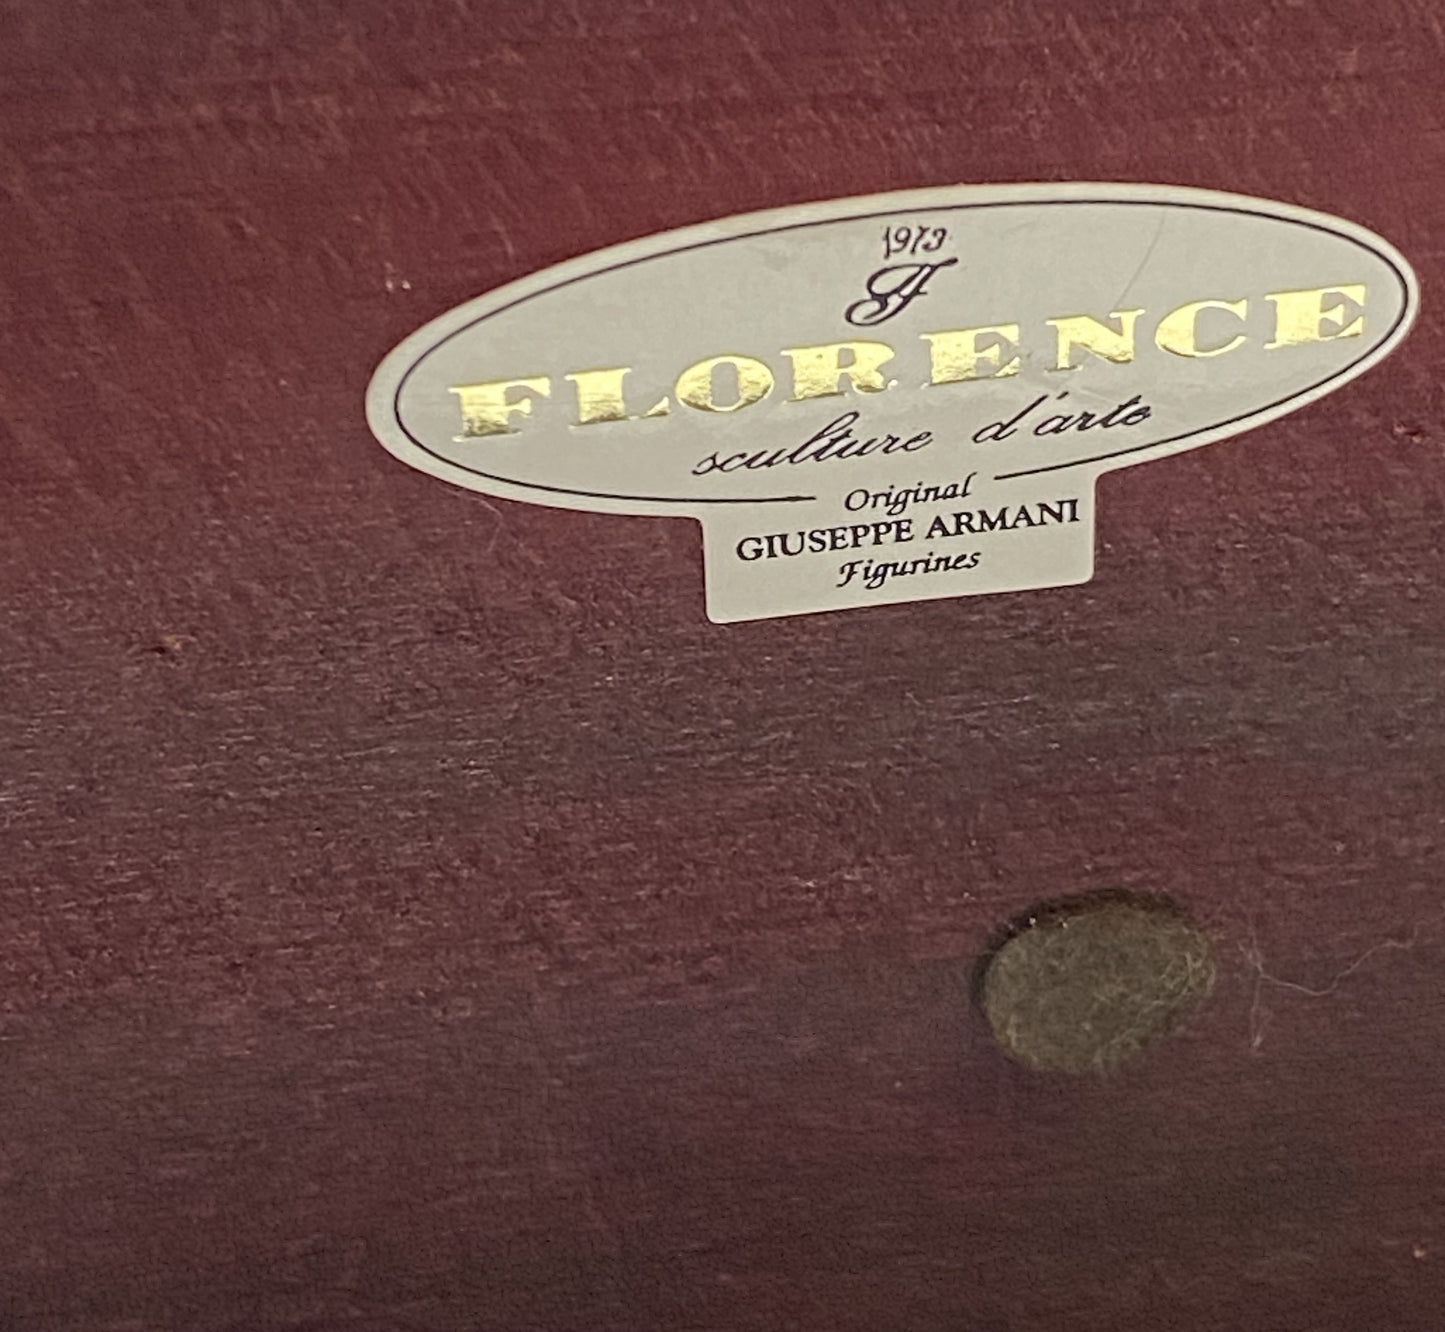 1973
F
FLORENCE
sculture d'arte
Original
GIUSEPPE ARMANI
Figurines